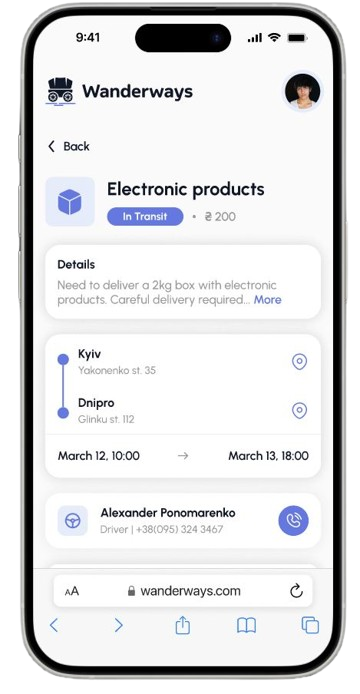 9:41
Wanderways
Back
Electronic products
In Transit • ₴ 200
Details
Need to deliver a 2kg box with electronic
products. Careful delivery required... More
Kyiv
Yakonenko st. 35
Dnipro
Glinku st. 112
March 12, 10:00 → March 13, 18:00
Alexander Ponomarenko
Driver | +38(095) 324 3467
AA wanderways.com